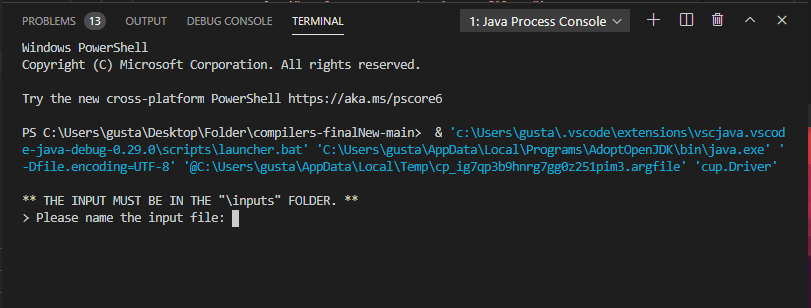 PROBLEMS 13 OUTPUT DEBUG CONSOLE TERMINAL 1: Java Process Console
Windows PowerShell
Copyright (C) Microsoft Corporation. All rights reserved.
Try the new cross-platform PowerShell https://aka.ms/pscore6
PS C:\Users\gusta\Desktop\Folder\compilers-finalNew-main>  & 'c:\Users\gusta\.vscode\extensions\vscjava.vscod
e-java-debug-0.29.0\scripts\launcher.bat' 'C:\Users\gusta\AppData\Local\Programs\AdoptOpenJDK\bin\java.exe' '
-Dfile.encoding=UTF-8' '@C:\Users\gusta\AppData\Local\Temp\cp_ig7qp3b9hnrg7gg0z251pim3.argfile' 'cup.Driver'
** THE INPUT MUST BE IN THE "\inputs" FOLDER. **
> Please name the input file: